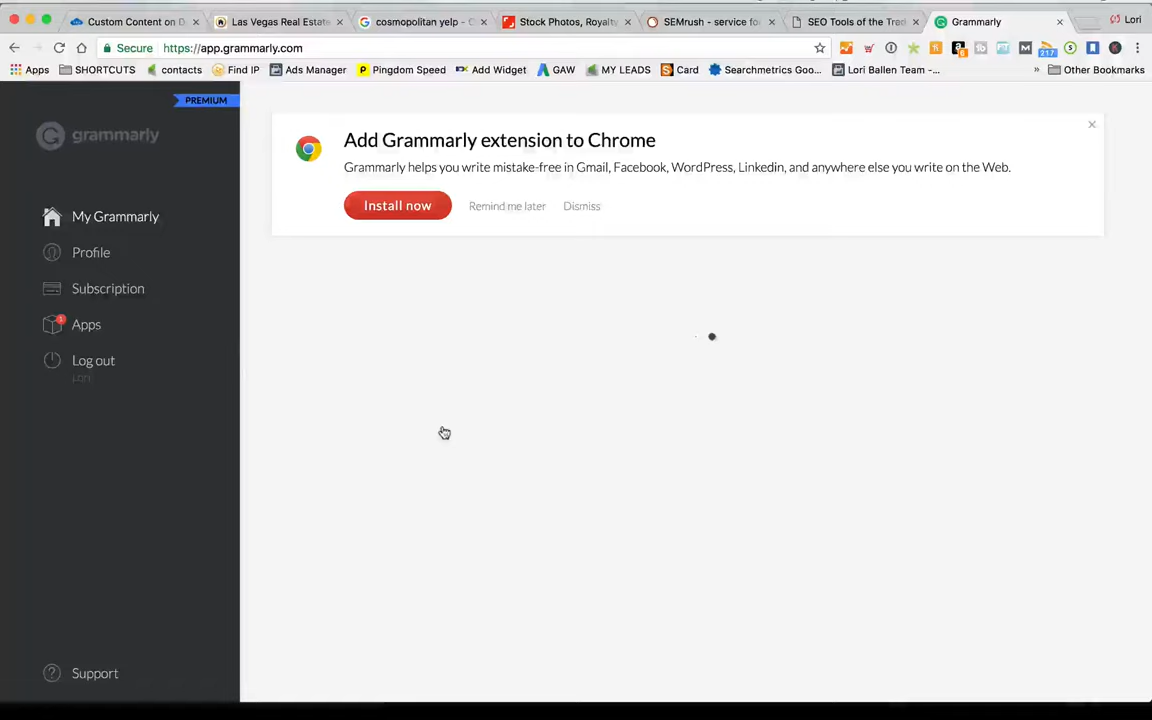 Custom Content on D
Las Vegas Real Estate
cosmopolitan yelp - G
Stock Photos, Royalty
SEMrush - service fo
SEO Tools of the Trad
Grammarly
Lori
Secure https://app.grammarly.com
217
6
Apps
SHORTCUTS
contacts
Find IP
Ads Manager
Pingdom Speed
Add Widget
GAW
MY LEADS
Card
Searchmetrics Goo...
Lori Ballen Team -...
» Other Bookmarks
PREMIUM
grammarly
My Grammarly
Profile
Subscription
1
Apps
Log out
Lori
Support
Add Grammarly extension to Chrome
Grammarly helps you write mistake-free in Gmail, Facebook, WordPress, Linkedin, and anywhere else you write on the Web.
Install now
Remind me later
Dismiss